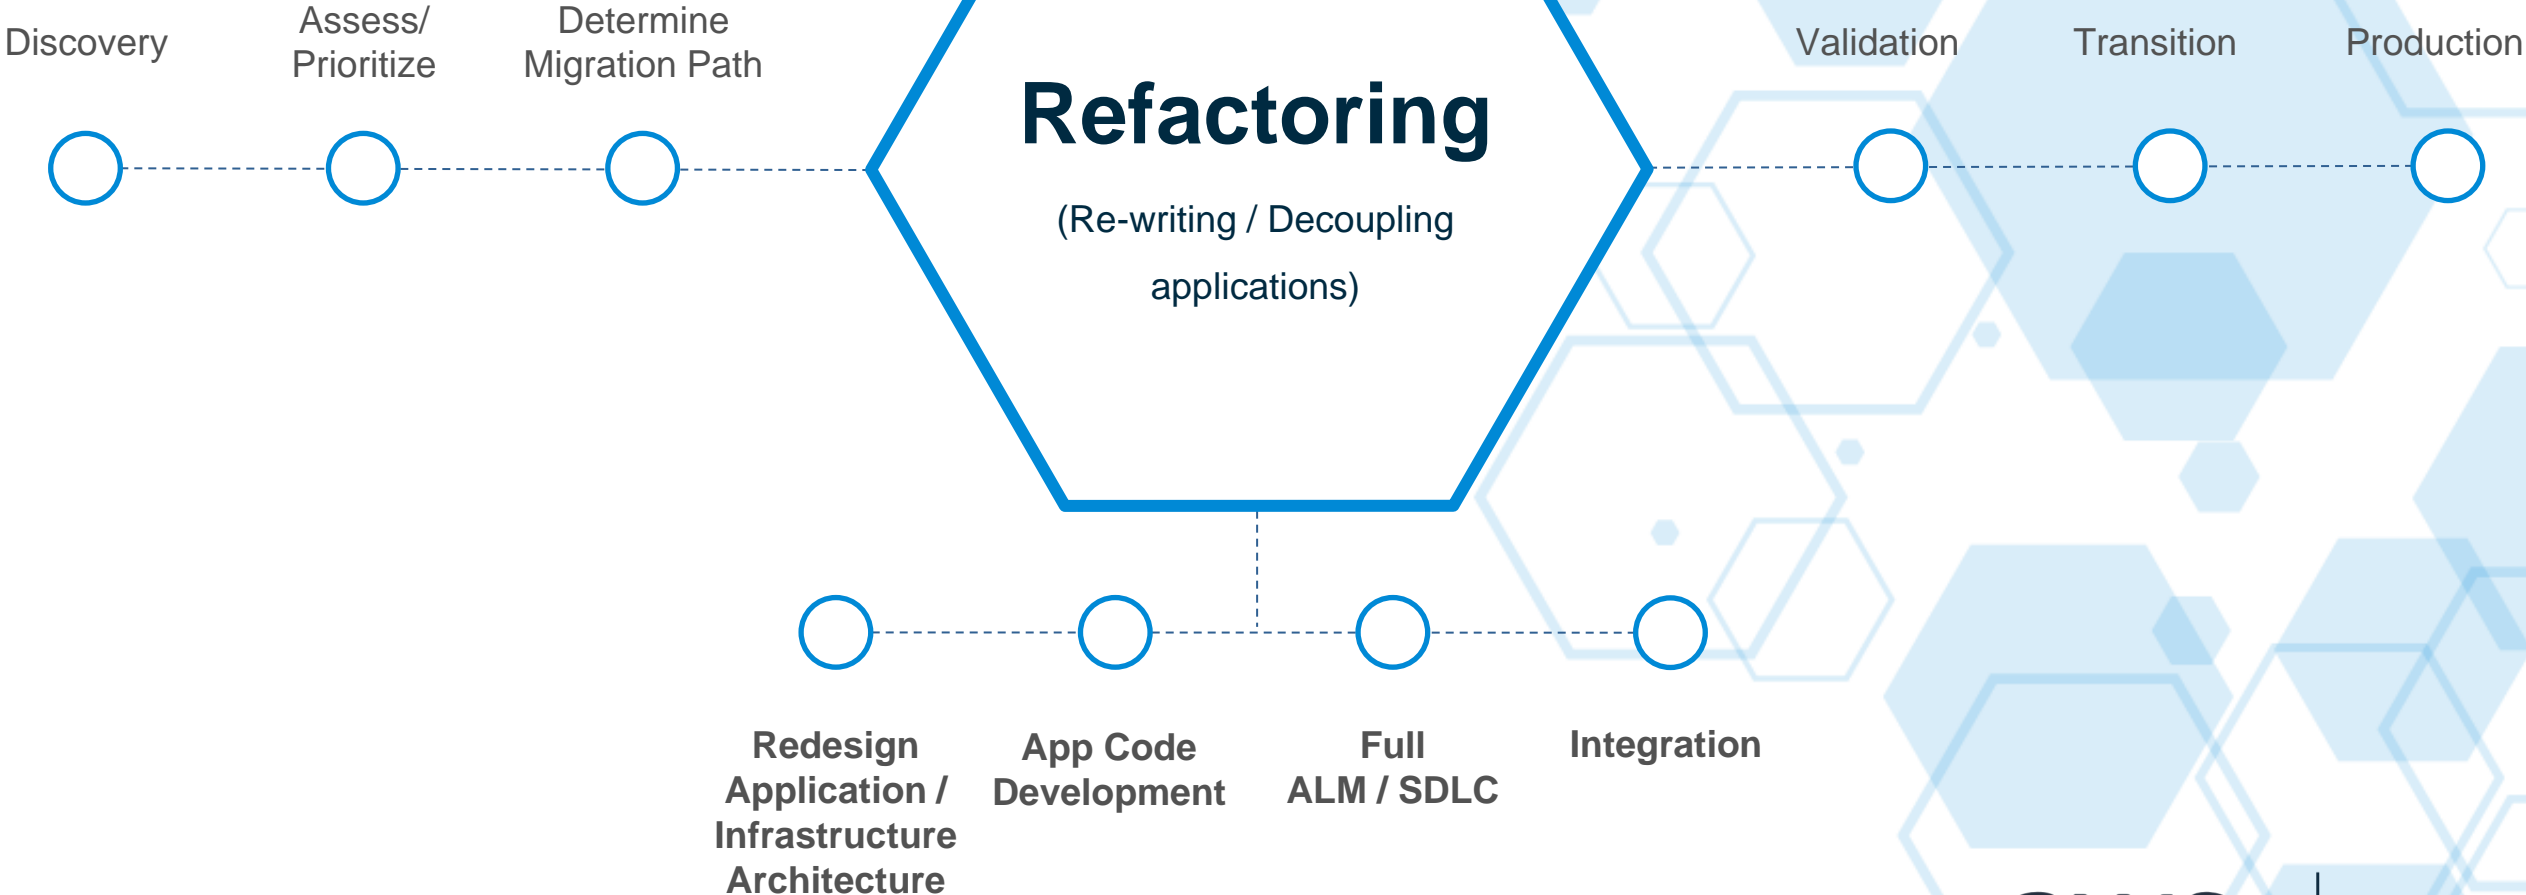 Discovery
Assess/
Prioritize
Determine
Migration Path
Refactoring
(Re-writing / Decoupling
applications)
Validation
Transition
Production
Redesign
Application /
Infrastructure
Architecture
App Code
Development
Full
ALM / SDLC
Integration